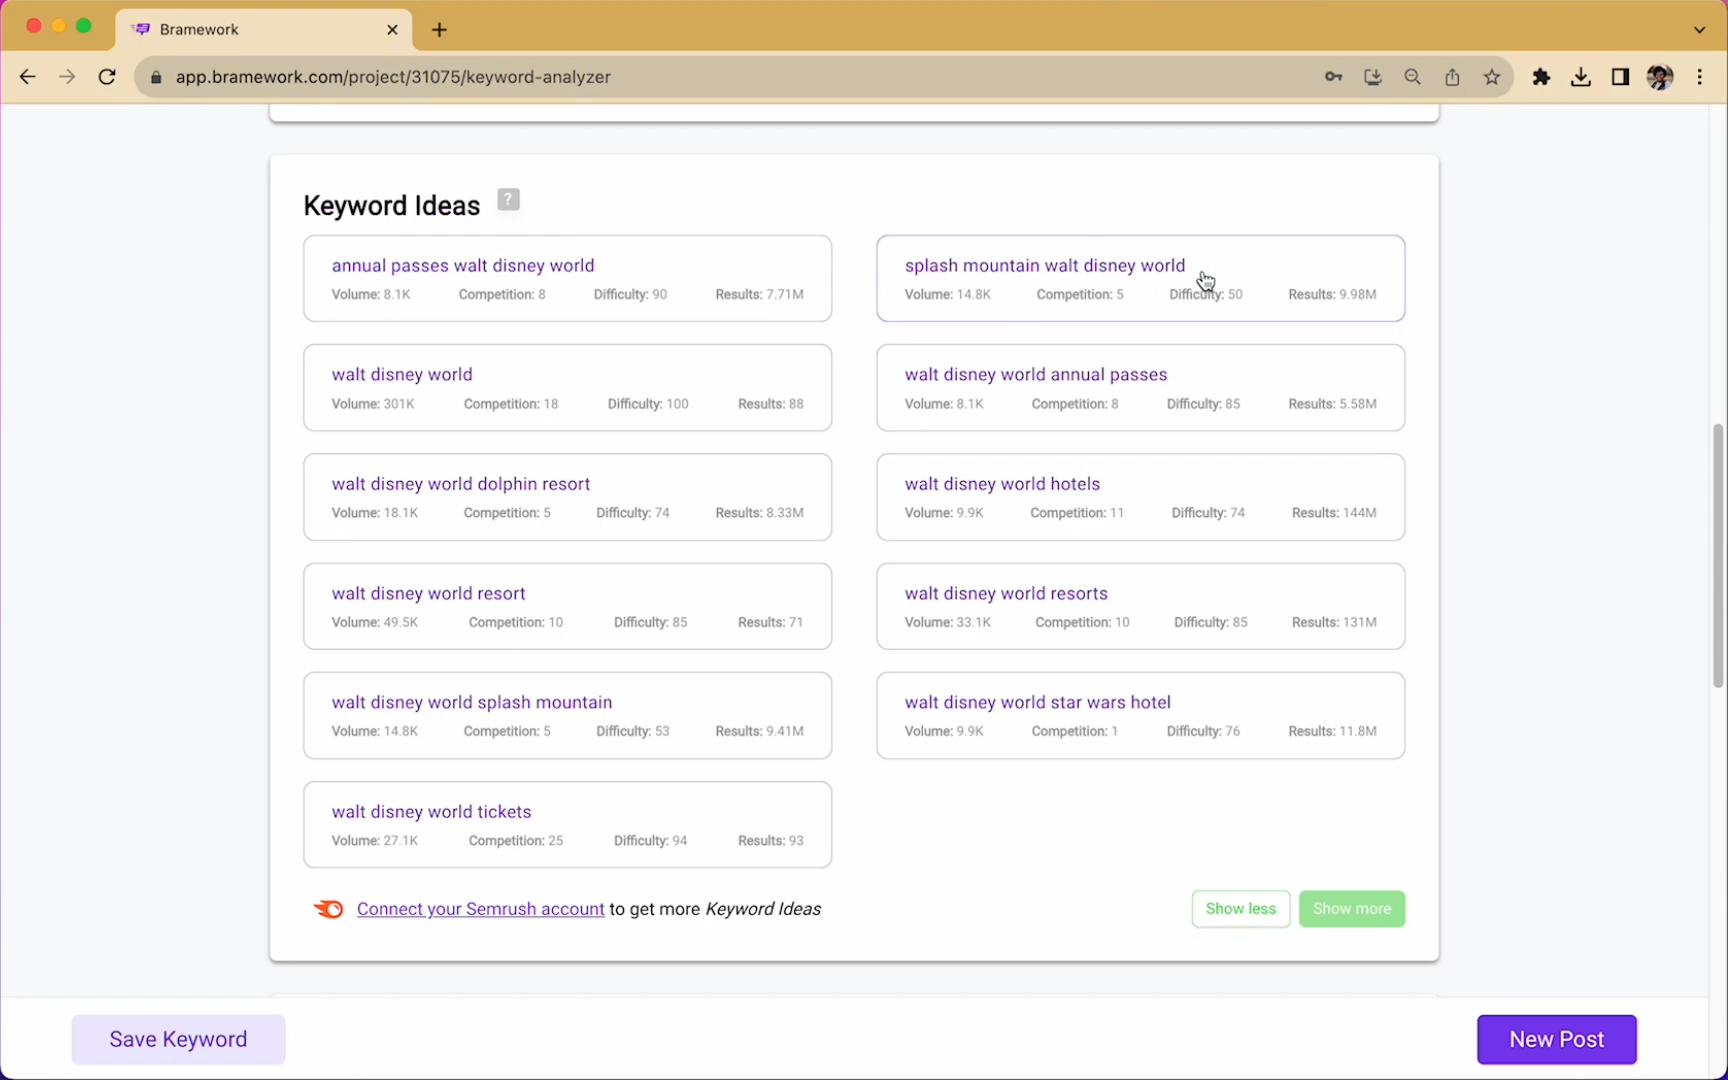 Bramework
app.bramework.com/project/31075/keyword-analyzer
Keyword Ideas ?
annual passes walt disney world
Volume: 8.1K Competition: 8 Difficulty: 90 Results: 7.71M
splash mountain walt disney world
Volume: 14.8K Competition: 5 Difficulty: 50 Results: 9.98M
walt disney world
Volume: 301K Competition: 18 Difficulty: 100 Results: 88
walt disney world annual passes
Volume: 8.1K Competition: 8 Difficulty: 85 Results: 5.58M
walt disney world dolphin resort
Volume: 18.1K Competition: 5 Difficulty: 74 Results: 8.33M
walt disney world hotels
Volume: 9.9K Competition: 11 Difficulty: 74 Results: 144M
walt disney world resort
Volume: 49.5K Competition: 10 Difficulty: 85 Results: 71
walt disney world resorts
Volume: 33.1K Competition: 10 Difficulty: 85 Results: 131M
walt disney world splash mountain
Volume: 14.8K Competition: 5 Difficulty: 53 Results: 9.41M
walt disney world star wars hotel
Volume: 9.9K Competition: 1 Difficulty: 76 Results: 11.8M
walt disney world tickets
Volume: 27.1K Competition: 25 Difficulty: 94 Results: 93
Connect your Semrush account to get more Keyword Ideas
Show less
Show more
Save Keyword
New Post